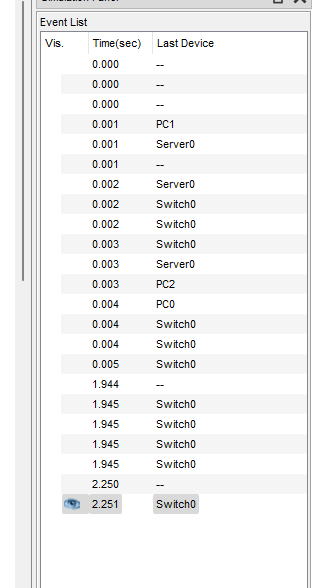 Simulation Panel
Event List
Vis. Time(sec) Last Device
0.000 --
0.000 --
0.000 --
0.001 PC1
0.001 Server0
0.001 --
0.002 Server0
0.002 Switch0
0.002 Switch0
0.003 Switch0
0.003 Server0
0.003 PC2
0.004 PC0
0.004 Switch0
0.004 Switch0
0.005 Switch0
1.944 --
1.945 Switch0
1.945 Switch0
1.945 Switch0
1.945 Switch0
2.250 --
2.251 Switch0